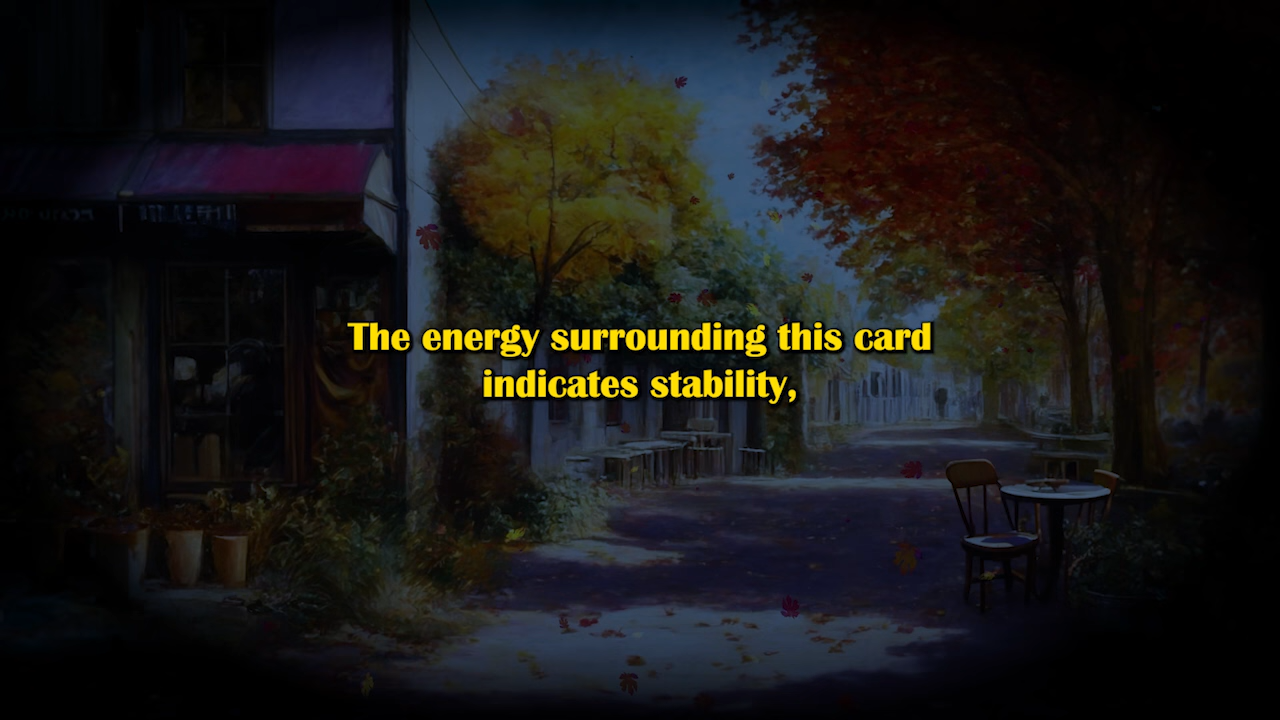 The energy surrounding this card
indicates stability,